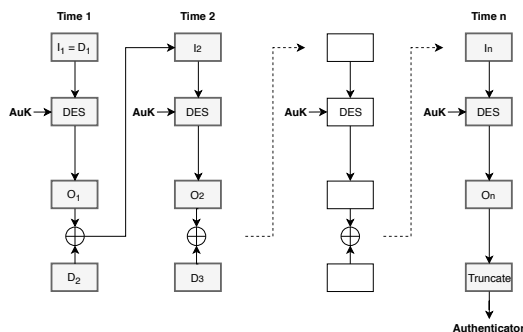 Time 1
Time 2
Time n
I₁ = D₁
I₂
Iₙ
AuK
DES
AuK
DES
AuK
DES
AuK
DES
O₁
O₂
Oₙ
D₂
D₃
Truncate
Authenticator